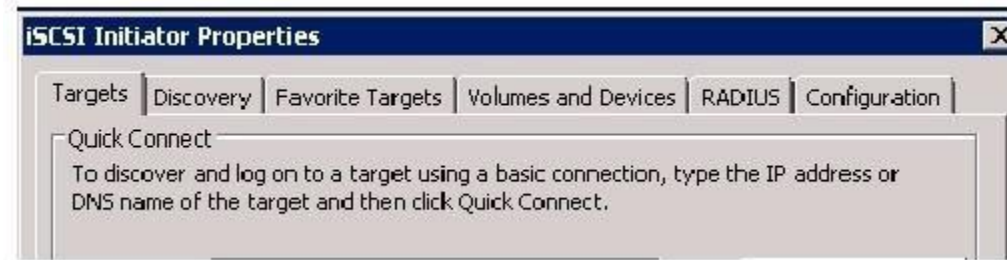 iSCSI Initiator Properties
X
Targets Discovery Favorite Targets Volumes and Devices RADIUS Configuration
Quick Connect
To discover and log on to a target using a basic connection, type the IP address or
DNS name of the target and then click Quick Connect.